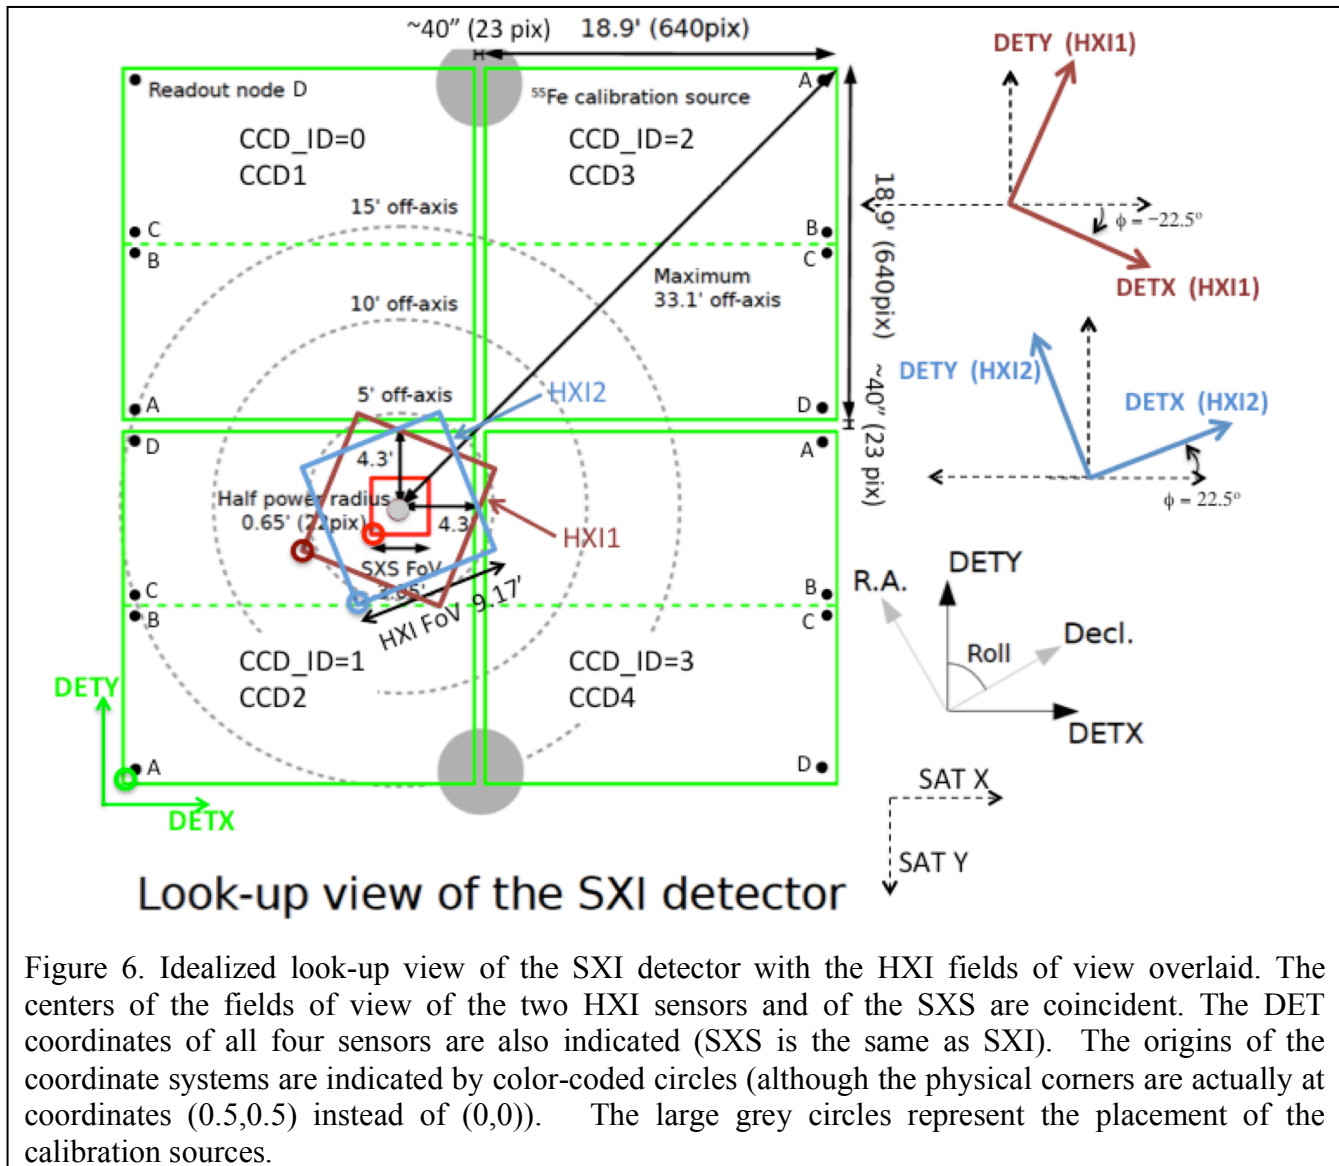 ~40” (23 pix)
18.9' (640pix)
Readout node D
⁵⁵Fe calibration source
A
CCD_ID=0
CCD1
CCD_ID=2
CCD3
15' off-axis
C
B
B
C
10' off-axis
Maximum
33.1' off-axis
18.9' (640pix)
~40” (23 pix)
5' off-axis
HXI2
A
D
D
A
4.3'
Half power radius
0.65' (22pix)
4.3
HXI1
SXS FoV
3.05'
HXI FoV 9.17’
C
B
B
C
CCD_ID=1
CCD2
CCD_ID=3
CCD4
DETY
A
D
DETX
DETY (HXI1)
ϕ = −22.5°
DETX (HXI1)
DETY (HXI2)
DETX (HXI2)
ϕ = 22.5°
DETY
R.A.
Decl.
Roll
DETX
SAT X
SAT Y
Look-up view of the SXI detector
Figure 6. Idealized look-up view of the SXI detector with the HXI fields of view overlaid. The
centers of the fields of view of the two HXI sensors and of the SXS are coincident. The DET
coordinates of all four sensors are also indicated (SXS is the same as SXI). The origins of the
coordinate systems are indicated by color-coded circles (although the physical corners are actually at
coordinates (0.5,0.5) instead of (0,0)). The large grey circles represent the placement of the
calibration sources.